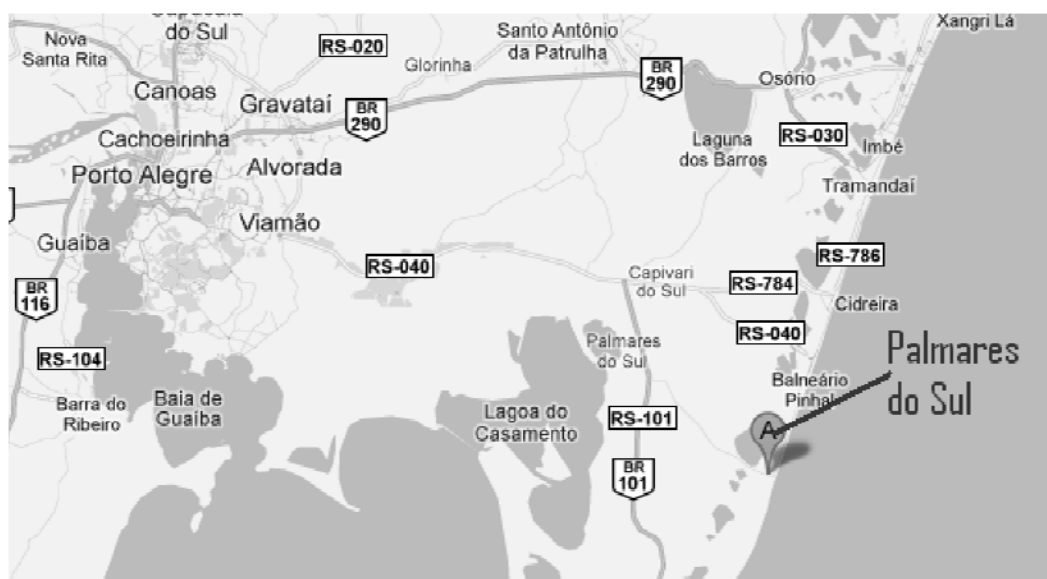 Capuaçaia
do Sul
Xangri Lá
Nova
Santa Rita
RS-020
Santo Antônio
da Patrulha
Glorinha
BR
290
Osório
Canoas
Gravataí
BR
290
Cachoeirinha
Laguna
dos Barros
RS-030
Imbé
Porto Alegre
Alvorada
Tramandaí
Viamão
Guaíba
RS-786
RS-040
Capivari
do Sul
RS-784
BR
116
Cidreira
RS-040
Palmares
do Sul
RS-104
Palmares
do Sul
Balneário
Pinhal
Barra do
Ribeiro
Baia de
Guaíba
Lagoa do
Casamento
RS-101
A
BR
101